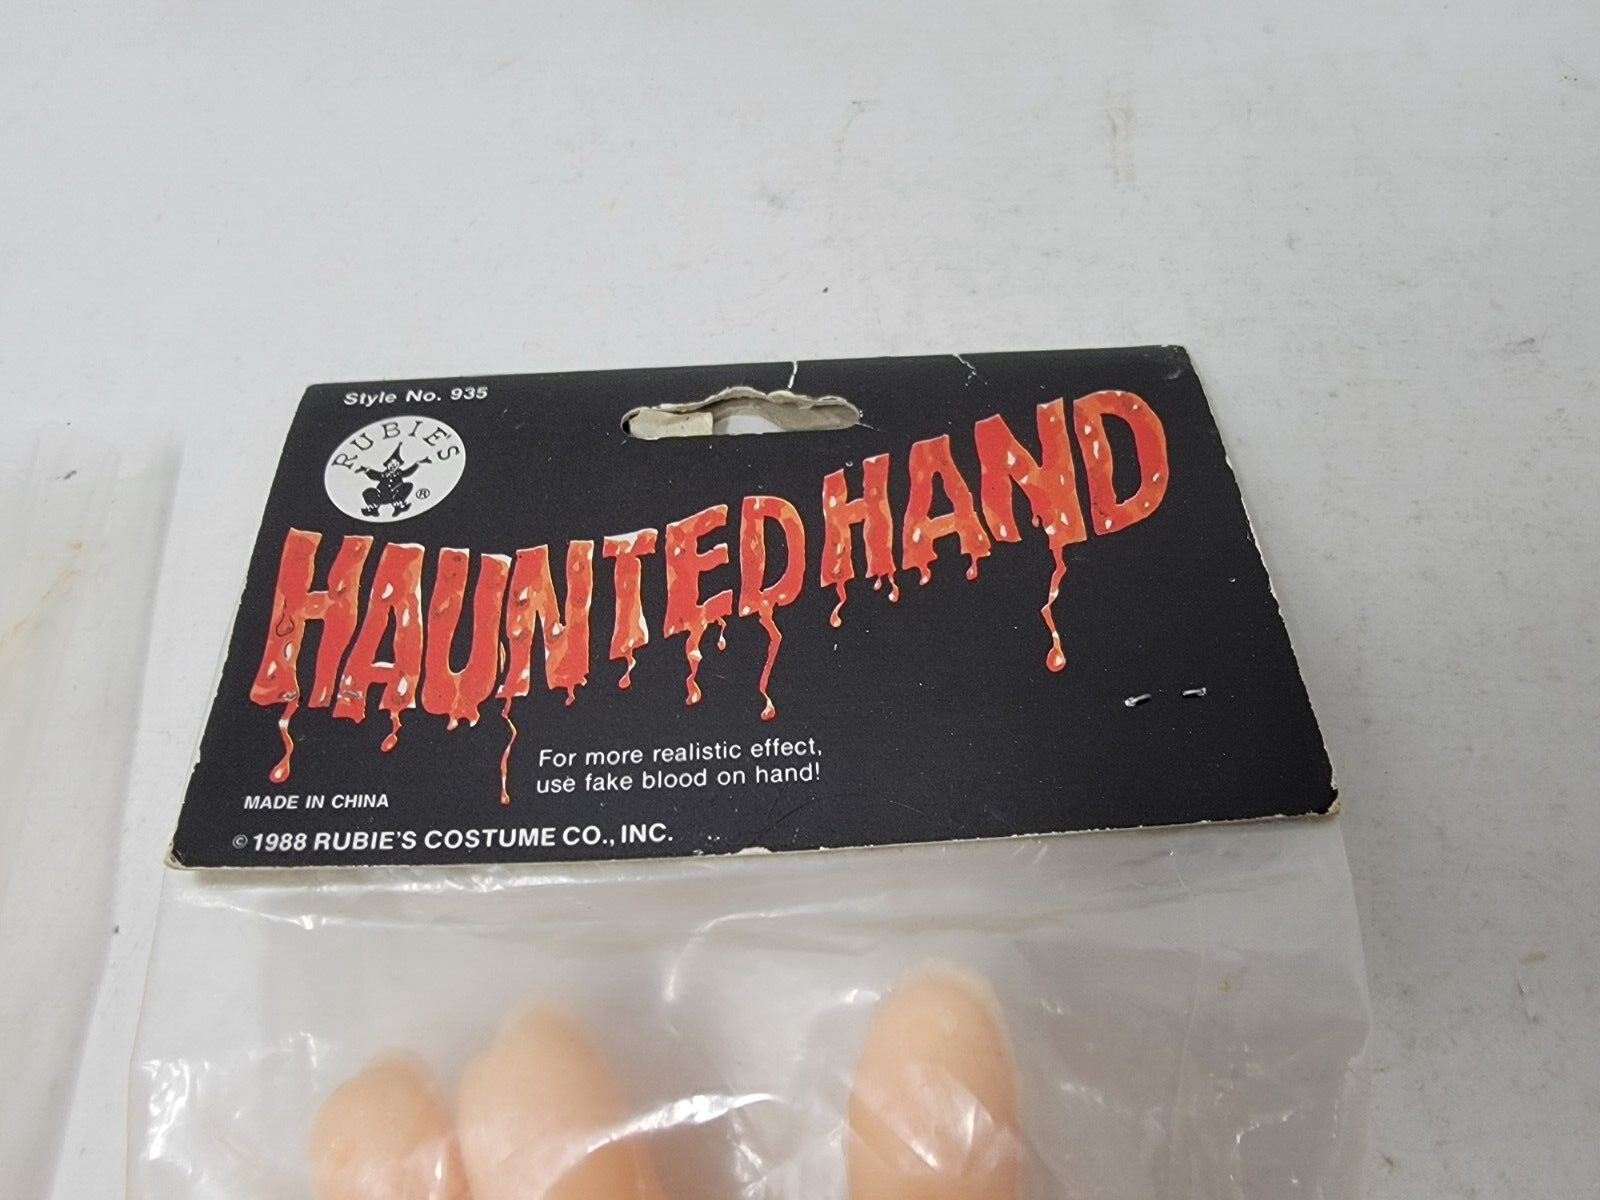 Style No. 935
RUBIE'S
®
HAUNTED HAND
For more realistic effect,
use fake blood on hand!
MADE IN CHINA
© 1988 RUBIE'S COSTUME CO., INC.